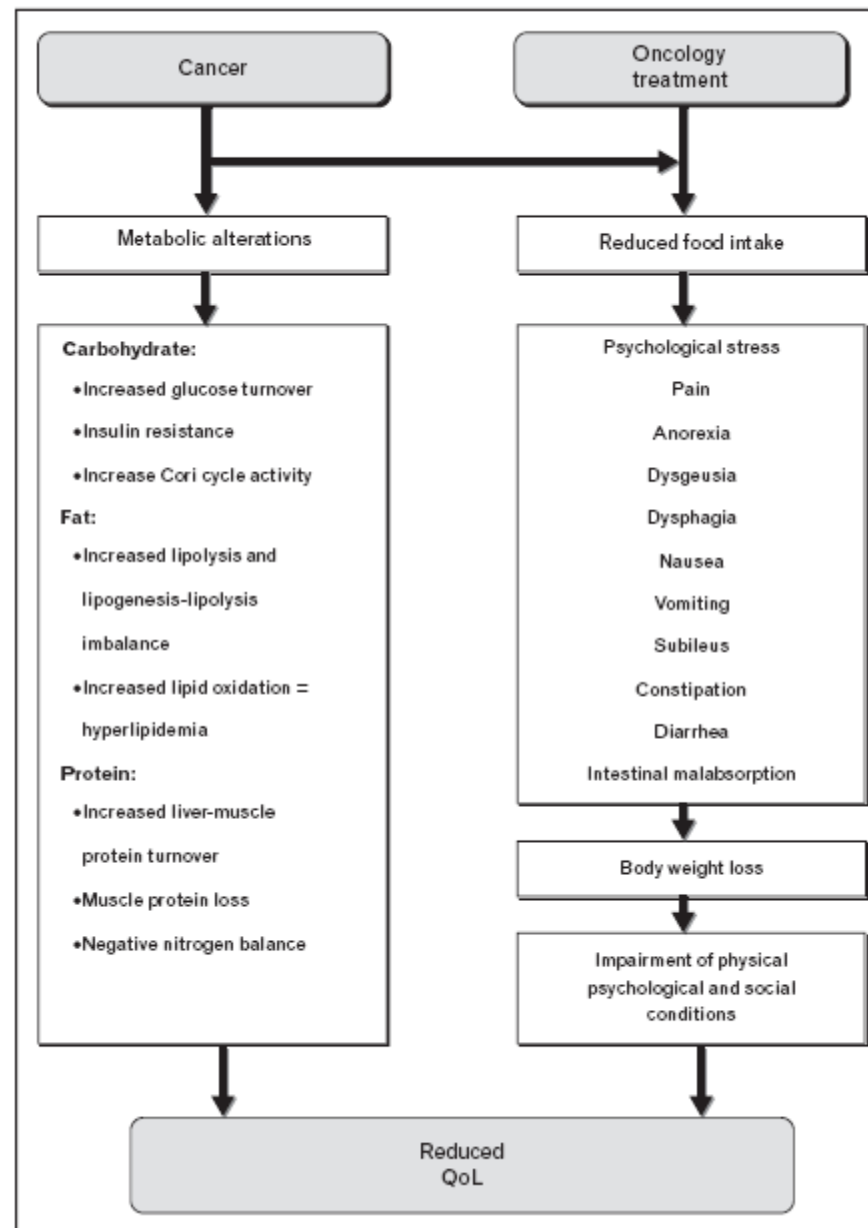 Cancer
Oncology
treatment
Metabolic alterations
Reduced food intake
Carbohydrate:
•Increased glucose turnover
•Insulin resistance
•Increase Cori cycle activity
Fat:
•Increased lipolysis and
lipogenesis-lipolysis
imbalance
•Increased lipid oxidation =
hyperlipidemia
Protein:
•Increased liver-muscle
protein turnover
•Muscle protein loss
•Negative nitrogen balance
Psychological stress
Pain
Anorexia
Dysgeusia
Dysphagia
Nausea
Vomiting
Subileus
Constipation
Diarrhea
Intestinal malabsorption
Body weight loss
Impairment of physical
psychological and social
conditions
Reduced
QoL